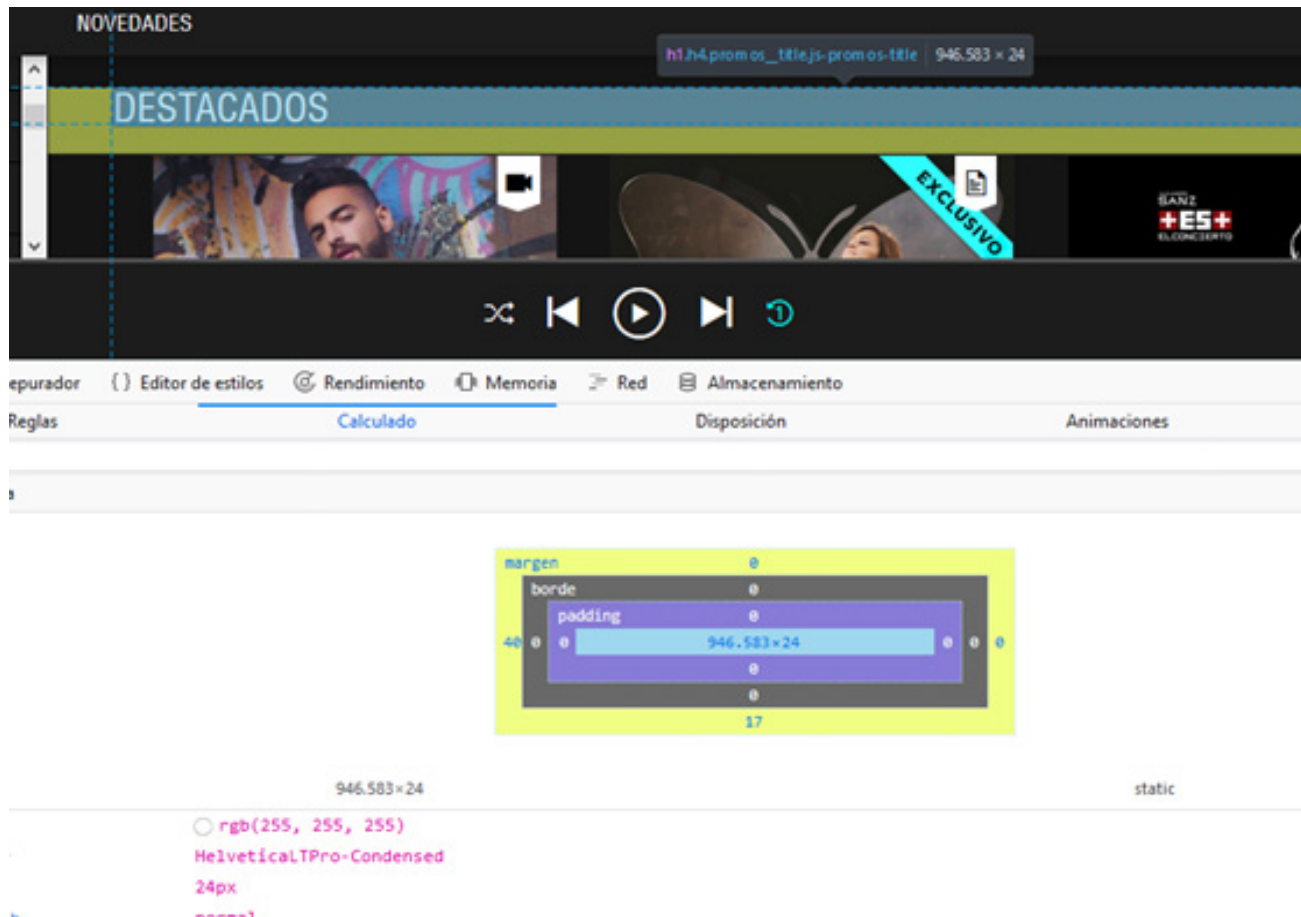 NOVEDADES
h1.h4.promos__title.js-promos-title 946.583 × 24
DESTACADOS
EXCLUSIVO
SANZ
+ES+
EL CONCIERTO
1
epurador {} Editor de estilos Rendimiento Memoria Red Almacenamiento
Reglas Calculado Disposición Animaciones
a
margen 0
borde 0
padding 0
40 0 0 946.583×24 0 0 0
0
0
17
946.583×24 static
rgb(255, 255, 255)
HelveticaLTPro-Condensed
24px
normal